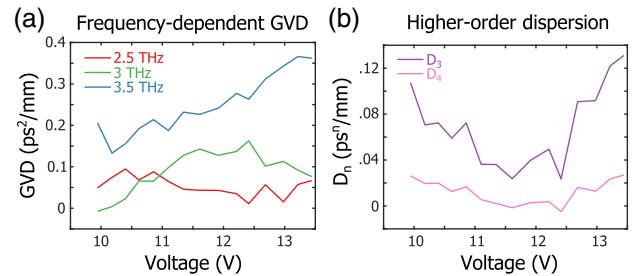 (a) Frequency-dependent GVD
0.4
0.3
0.2
0.1
0
GVD (ps²/mm)
2.5 THz
3 THz
3.5 THz
10 11 12 13
Voltage (V)
(b) Higher-order dispersion
.12
.08
.04
0
Dₙ (psⁿ/mm)
D₃
D₄
10 11 12 13
Voltage (V)